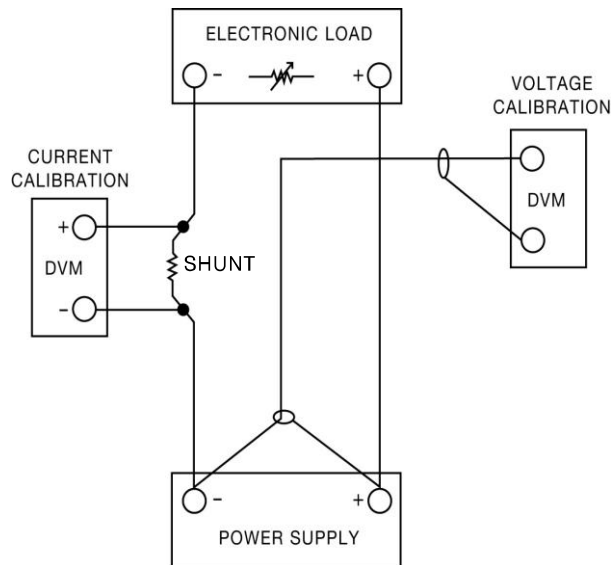 ELECTRONIC LOAD
- +
VOLTAGE
CALIBRATION
DVM
CURRENT
CALIBRATION
+
DVM
-
SHUNT
- +
POWER SUPPLY